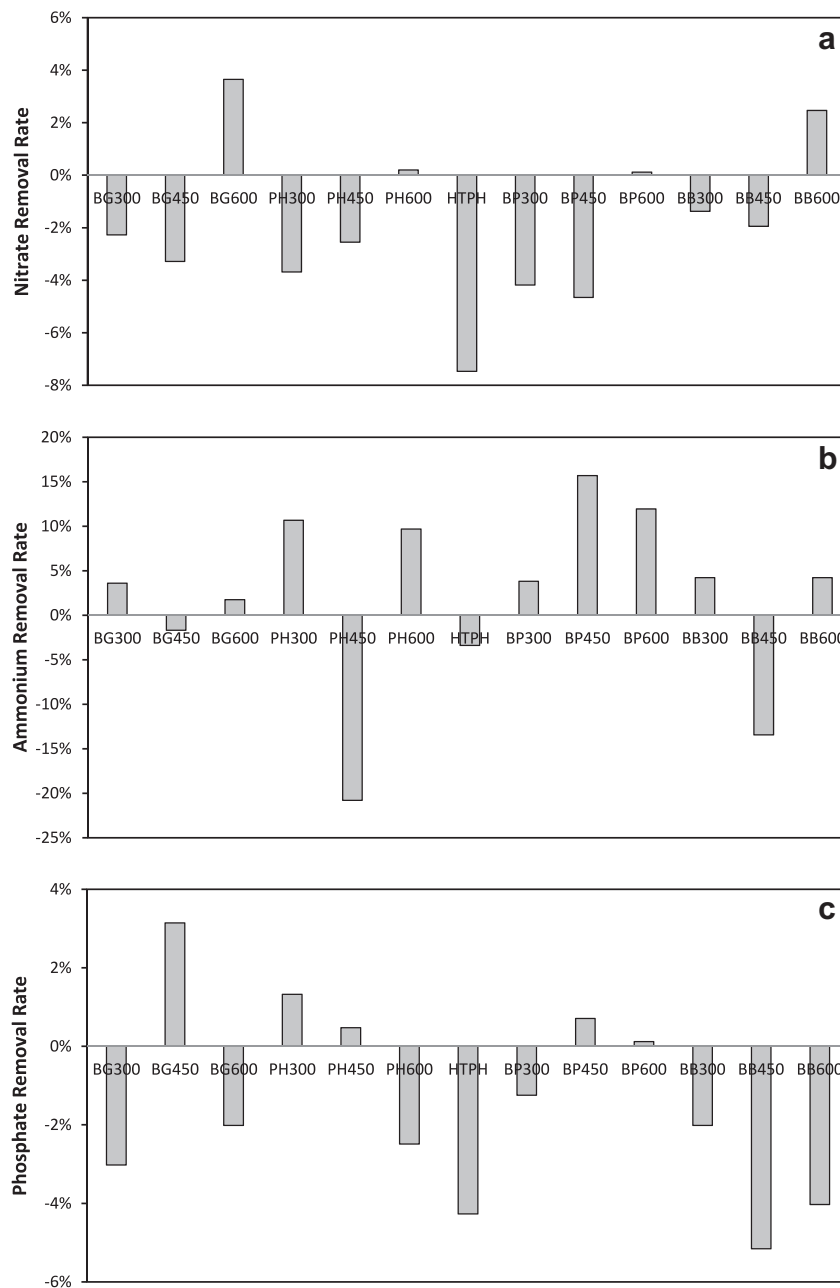 a
Nitrate Removal Rate
6%
4%
2%
0%
-2%
-4%
-6%
-8%
BG300 BG450 BG600 PH300 PH450 PH600 HTPH BP300 BP450 BP600 BB300 BB450 BB600
b
Ammonium Removal Rate
20%
15%
10%
5%
0%
-5%
-10%
-15%
-20%
-25%
BG300 BG450 BG600 PH300 PH450 PH600 HTPH BP300 BP450 BP600 BB300 BB450 BB600
c
Phosphate Removal Rate
4%
2%
0%
-2%
-4%
-6%
BG300 BG450 BG600 PH300 PH450 PH600 HTPH BP300 BP450 BP600 BB300 BB450 BB600